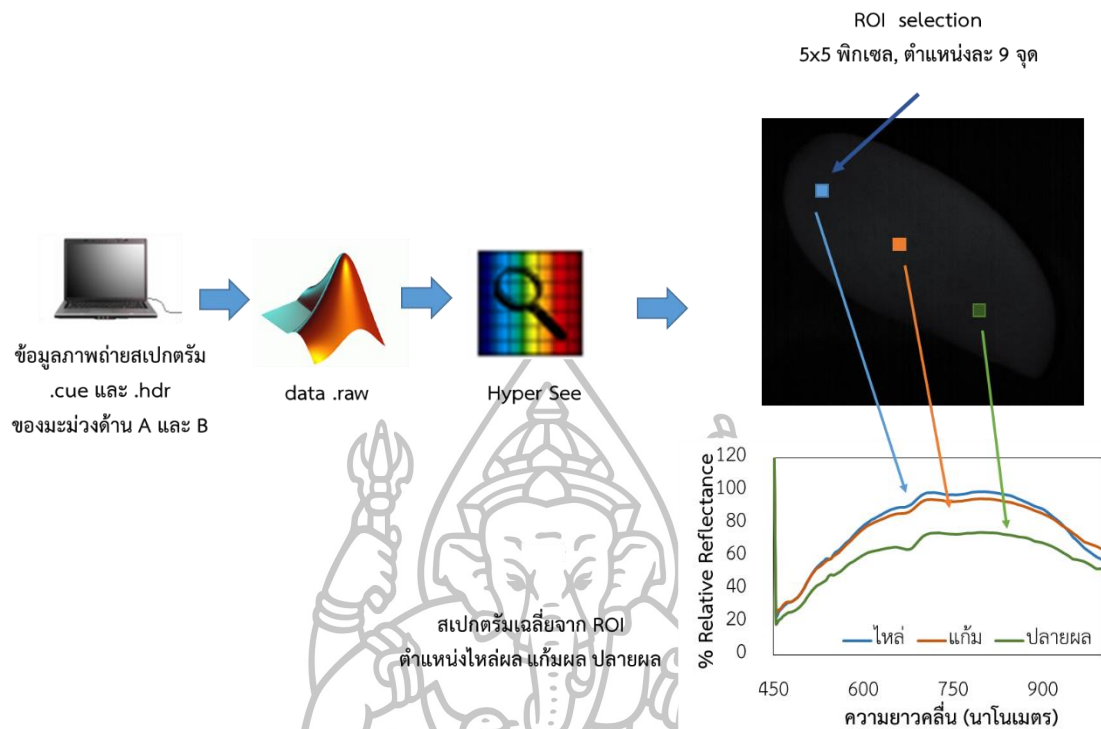 ROI selection
5x5 พิกเซล, ตำแหน่งละ 9 จุด
ข้อมูลภาพถ่ายสเปกตรัม
.cue และ .hdr
ของมะม่วงด้าน A และ B
data .raw
Hyper See
สเปกตรัมเฉลี่ยจาก ROI
ตำแหน่งไหล่ผล แก้มผล ปลายผล
% Relative Reflectance
120
100
80
60
40
20
0
ไหล่ แก้ม ปลายผล
450 600 750 900
ความยาวคลื่น (นาโนเมตร)